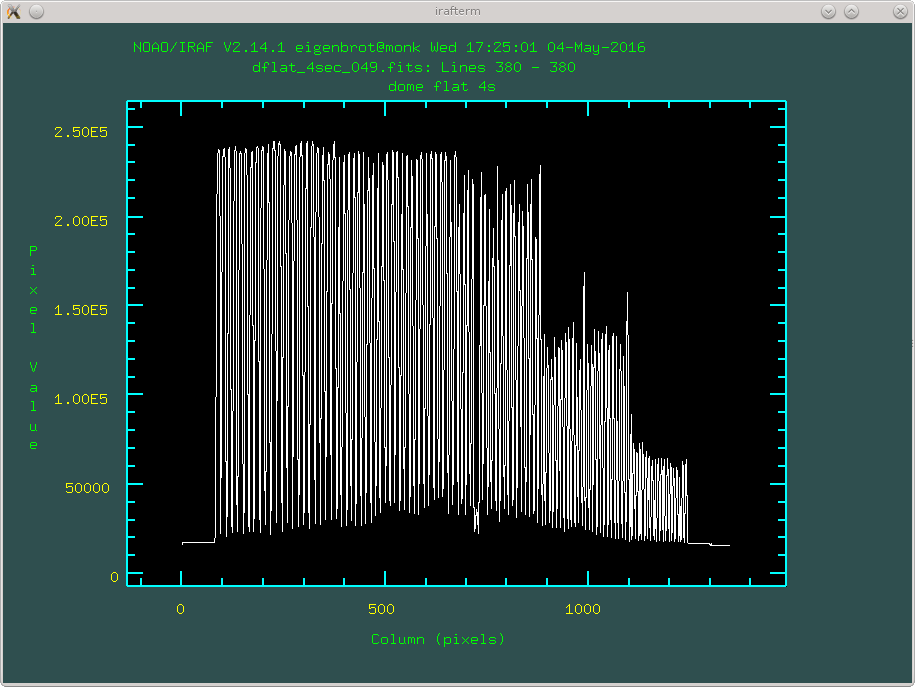 irafterm
NOAO/IRAF V2.14.1 eigenbrot@monk Wed 17:25:01 04-May-2016
dflat_4sec_049.fits: Lines 380 - 380
dome flat 4s
2.50E5
2.00E5
1.50E5
1.00E5
50000
0
Pixel Value
0 500 1000
Column (pixels)